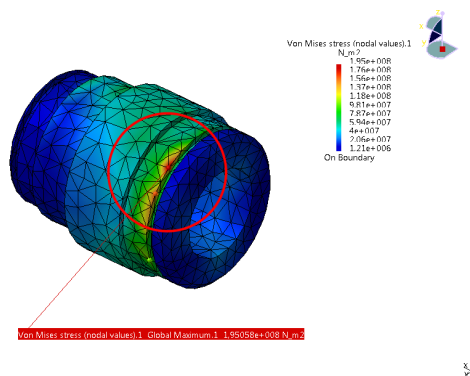 Von Mises stress (nodal values).1
N_m2
1.95e+008
1.76e+008
1.56e+008
1.37e+008
1.18e+008
9.81e+007
7.87e+007
5.94e+007
4e+007
2.06e+007
1.21e+006
On Boundary
Von Mises stress (nodal values).1 Global Maximum.1 1.95058e+008 N_m2
x